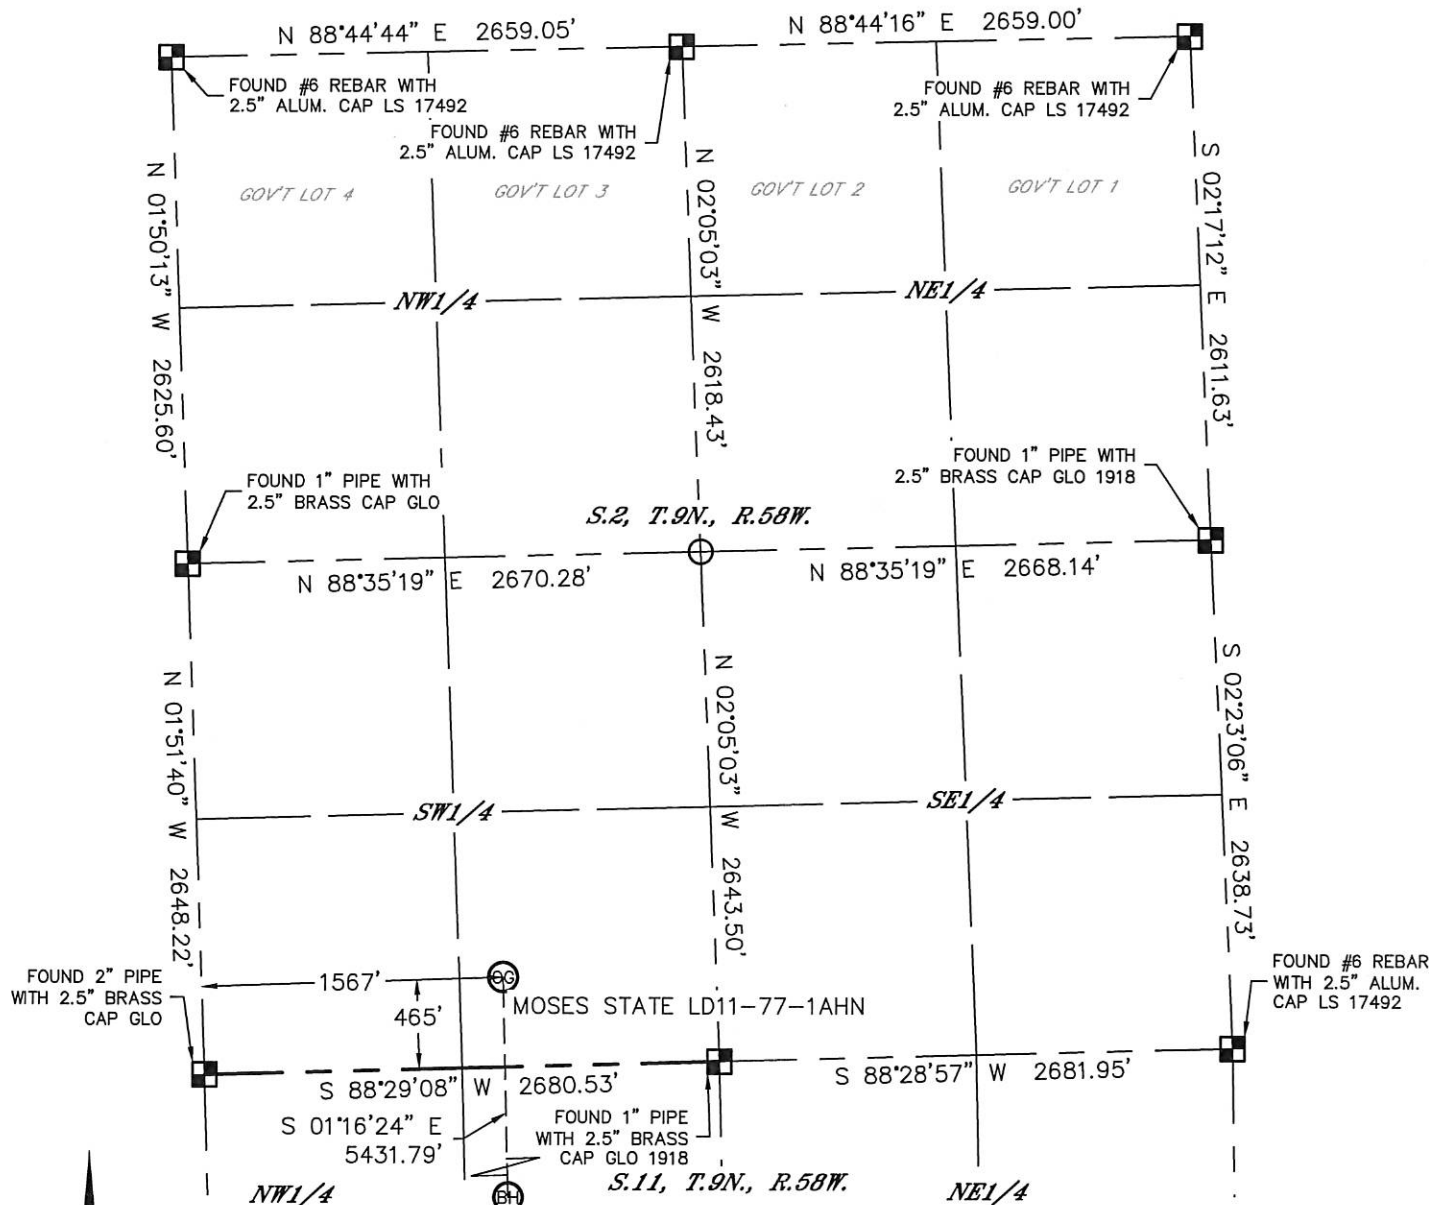 N 88°44'44" E 2659.05'
N 88°44'16" E 2659.00'
FOUND #6 REBAR WITH
2.5" ALUM. CAP LS 17492
FOUND #6 REBAR WITH
2.5" ALUM. CAP LS 17492
FOUND #6 REBAR WITH
2.5" ALUM. CAP LS 17492
GOV'T LOT 4
GOV'T LOT 3
GOV'T LOT 2
GOV'T LOT 1
N 01°50'13" W 2625.60'
N 02°05'03" W 2618.43'
S 02°17'12" E 2611.63'
NW1/4
NE1/4
FOUND 1" PIPE WITH
2.5" BRASS CAP GLO
FOUND 1" PIPE WITH
2.5" BRASS CAP GLO 1918
S.2, T.9N., R.58W.
N 88°35'19" E 2670.28'
N 88°35'19" E 2668.14'
N 01°51'40" W 2648.22'
N 02°05'03" W 2643.50'
S 02°23'06" E 2638.73'
SW1/4
SE1/4
FOUND 2" PIPE
WITH 2.5" BRASS
CAP GLO
1567'
OG
465'
MOSES STATE LD11-77-1AHN
FOUND #6 REBAR
WITH 2.5" ALUM.
CAP LS 17492
S 88°29'08" W 2680.53'
S 88°28'57" W 2681.95'
S 01°16'24" E
5431.79'
FOUND 1" PIPE
WITH 2.5" BRASS
CAP GLO 1918
NW1/4
BH
S.11, T.9N., R.58W.
NE1/4